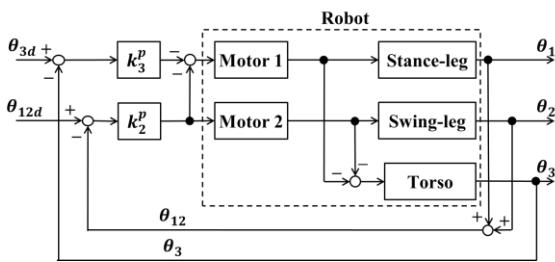 Robot
θ3d + − k₃ᵖ − Motor 1 Stance-leg θ1
−
θ12d + − k₂ᵖ Motor 2 Swing-leg θ2
− −
Torso θ3
θ12 + +
θ3